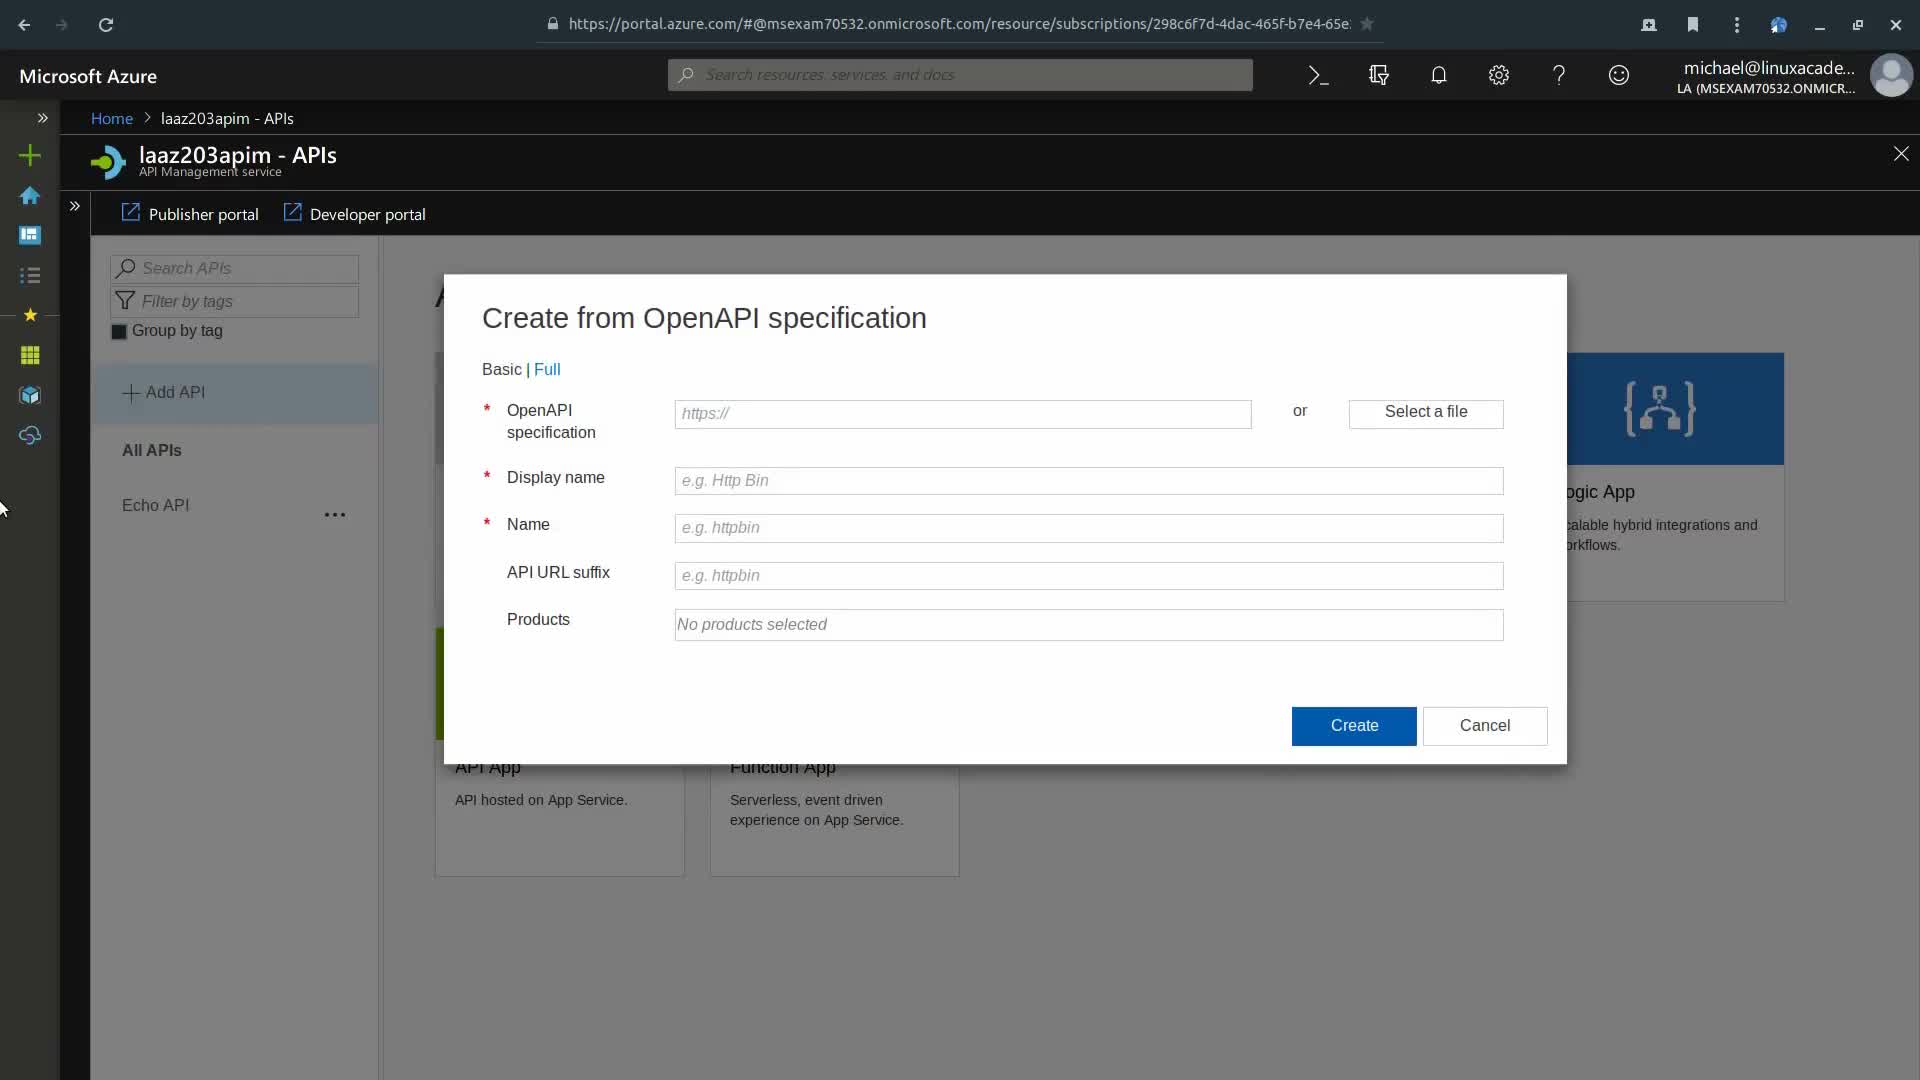 https://portal.azure.com/#@msexam70532.onmicrosoft.com/resource/subscriptions/298c6f7d-4dac-465f-b7e4-65e
Microsoft Azure
Search resources, services, and docs
michael@linuxacade...
LA (MSEXAM70532.ONMICR...
Home > laaz203apim - APIs
laaz203apim - APIs
API Management service
Publisher portal
Developer portal
Search APIs
Filter by tags
Group by tag
Add API
All APIs
Echo API
Create from OpenAPI specification
Basic | Full
* OpenAPI specification
https://
or
Select a file
* Display name
e.g. Http Bin
* Name
e.g. httpbin
API URL suffix
e.g. httpbin
Products
No products selected
Create
Cancel
ogic App
calable hybrid integrations and
orkflows.
API App
API hosted on App Service.
Function App
Serverless, event driven
experience on App Service.